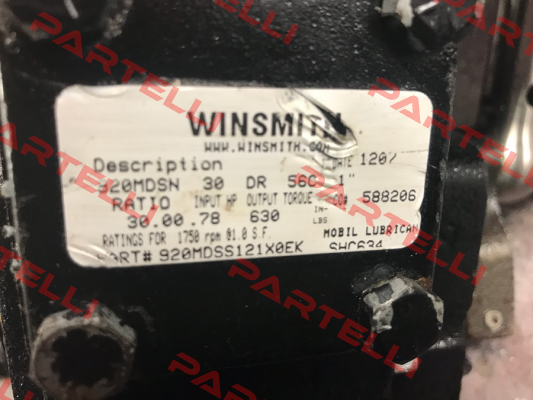 WINSMITH
WWW.WINSMITH.COM
Description DATE 1207
920MDSN 30 DR 56C 1"
RATIO INPUT HP OUTPUT TORQUE SO# 588206
30.00 .78 630 IN-LBS
RATINGS FOR 1750 rpm @1.0 S.F. MOBIL LUBRICAN
PART# 920MDSS121X0EK SHC634
PARTELLI
PARTELLI
PARTELLI
PARTELLI
PARTELLI